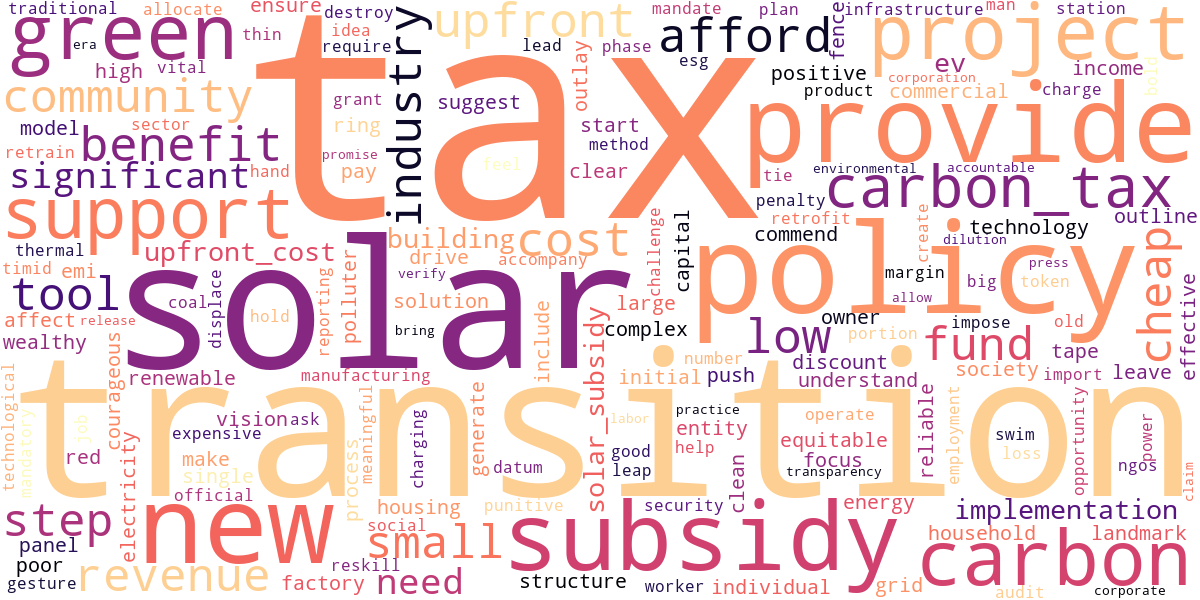 traditional
allocate
ensure
destroy
mandate
plan
infrastructure
man
station
green
era
thin
idea
require
upfront
lead
phase
afford
fence
project
high
vital
tax
industry
outlay
esg
positive
product
ev
corporation
commercial
income
charge
bold
community
grant
suggest
start
method
provide
model
sector
ring
benefit
retrain
hand
promise
pay
feel
clear
tie
environmental
accountable
significant
penalty
carbon_tax
support
retrofit
create
outline
thermal
upfront_cost
building
cost
challenge
capital
commend
technology
dilution
policy
cheap
timid
emi
drive
accompany
tool
coal
displace
reporting
polluter
verify
solar
margin
big
press
token
allow
effective
hold
solution
include
large
affect
release
bring
complex
owner
portion
impose
old
wealthy
courageous
solar_subsidy
low
fund
tape
renewable
manufacturing
number
discount
society
import
leave
initial
push
understand
technological
mandatory
job
transition
vision
ask
meaningful
charging
generate
labor
practice
operate
reliable
employment
opportunity
power
expensive
entity
equitable
swim
loss
red
make
process
datum
good
help
focus
electricity
single
leap
transparency
ngos
claim
official
clean
step
new
housing
punitive
subsidy
security
energy
implementation
panel
social
small
household
landmark
poor
carbon
gesture
revenue
factory
reskill
need
structure
worker
individual
grid
audit
corporate